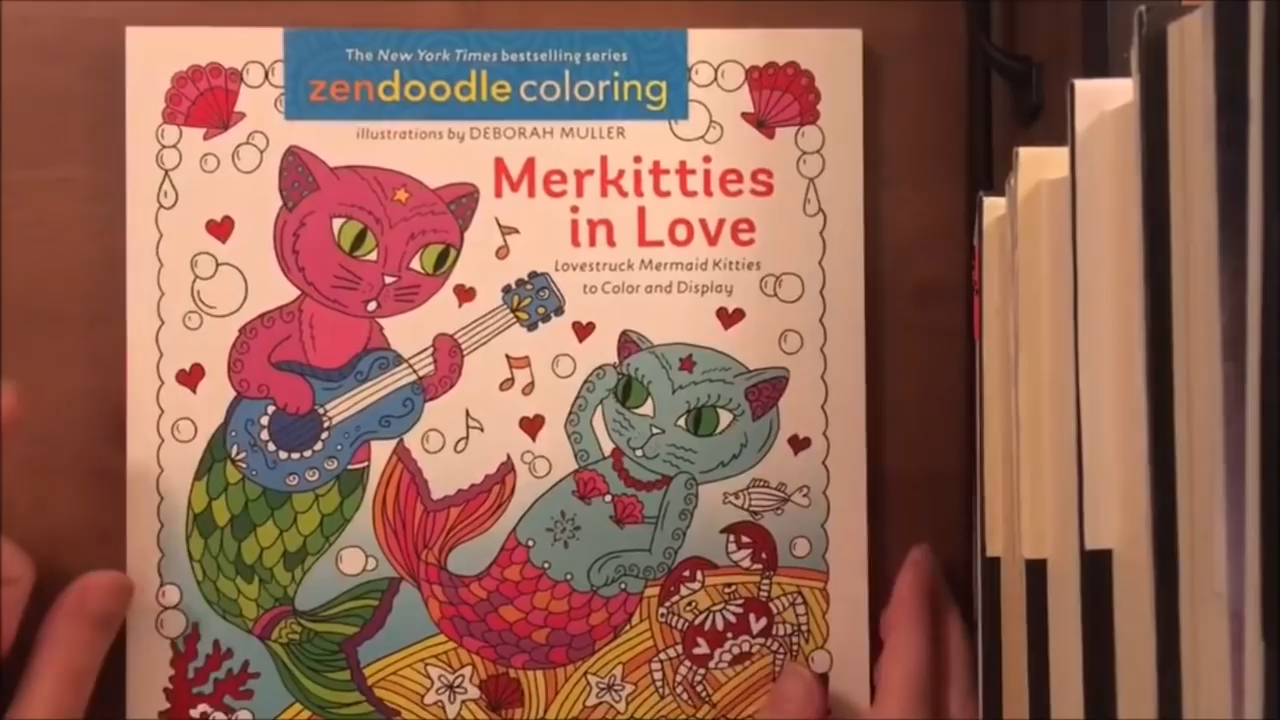 The New York Times bestselling series
zendoodle coloring
illustrations by DEBORAH MULLER
Merkitties
in Love
Lovestruck Mermaid Kitties
to Color and Display